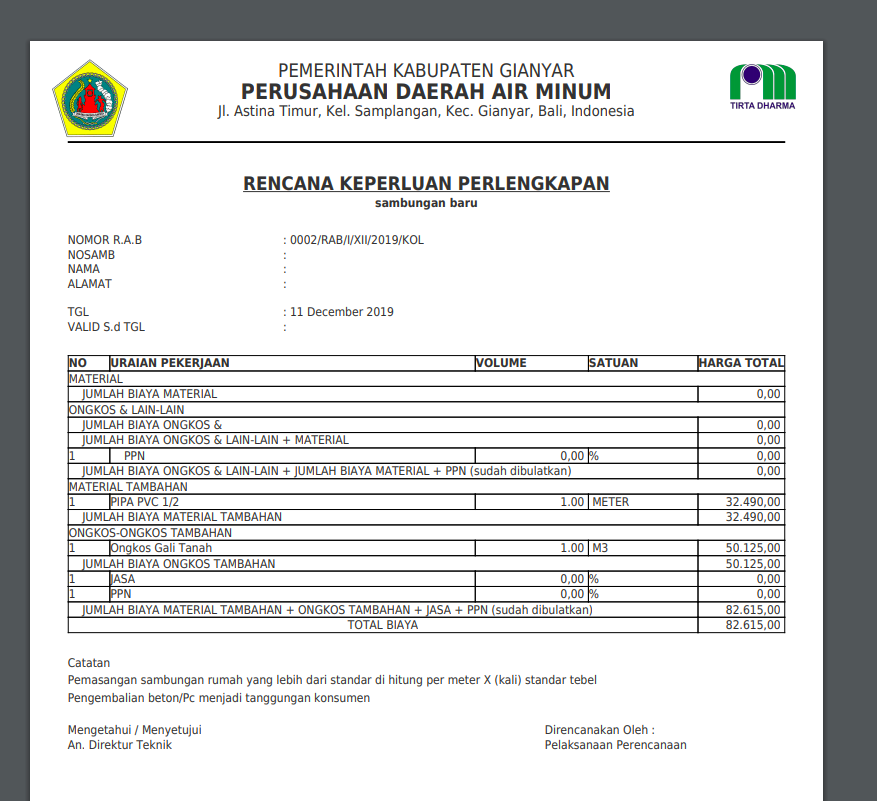 PEMERINTAH KABUPATEN GIANYAR
PERUSAHAAN DAERAH AIR MINUM
Jl. Astina Timur, Kel. Samplangan, Kec. Gianyar, Bali, Indonesia
TIRTA DHARMA
RENCANA KEPERLUAN PERLENGKAPAN
sambungan baru
NOMOR R.A.B : 0002/RAB/I/XII/2019/KOL
NOSAMB :
NAMA :
ALAMAT :
TGL : 11 December 2019
VALID S.d TGL :
NO URAIAN PEKERJAAN VOLUME SATUAN HARGA TOTAL
MATERIAL
JUMLAH BIAYA MATERIAL 0,00
ONGKOS & LAIN-LAIN
JUMLAH BIAYA ONGKOS & 0,00
JUMLAH BIAYA ONGKOS & LAIN-LAIN + MATERIAL 0,00
1 PPN 0,00 % 0,00
JUMLAH BIAYA ONGKOS & LAIN-LAIN + JUMLAH BIAYA MATERIAL + PPN (sudah dibulatkan) 0,00
MATERIAL TAMBAHAN
1 PIPA PVC 1/2 1.00 METER 32.490,00
JUMLAH BIAYA MATERIAL TAMBAHAN 32.490,00
ONGKOS-ONGKOS TAMBAHAN
1 Ongkos Gali Tanah 1.00 M3 50.125,00
JUMLAH BIAYA ONGKOS TAMBAHAN 50.125,00
1 JASA 0,00 % 0,00
1 PPN 0,00 % 0,00
JUMLAH BIAYA MATERIAL TAMBAHAN + ONGKOS TAMBAHAN + JASA + PPN (sudah dibulatkan) 82.615,00
TOTAL BIAYA 82.615,00
Catatan
Pemasangan sambungan rumah yang lebih dari standar di hitung per meter X (kali) standar tebel
Pengembalian beton/Pc menjadi tanggungan konsumen
Mengetahui / Menyetujui Direncanakan Oleh :
An. Direktur Teknik Pelaksanaan Perencanaan